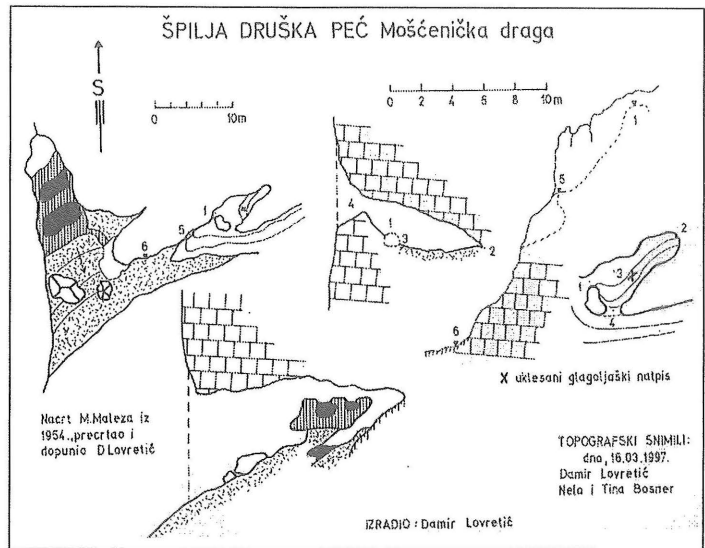 ŠPILJA DRUŠKA PEĆ Mošćenička draga
S
0 10m
0 2 4 6 8 10m
1
5
6
4
1
3
2
1
5
6
2
3
1
4
X
X uklesani glagoljaški natpis
Nacrt M.Maleza iz
1954.,precrtao i
dopunio D.Lovretić
TOPOGRAFSKI SNIMILI:
dna, 16.03.1997.
Damir Lovretić
Nela i Tina Bosner
IZRADIO : Damir Lovretić